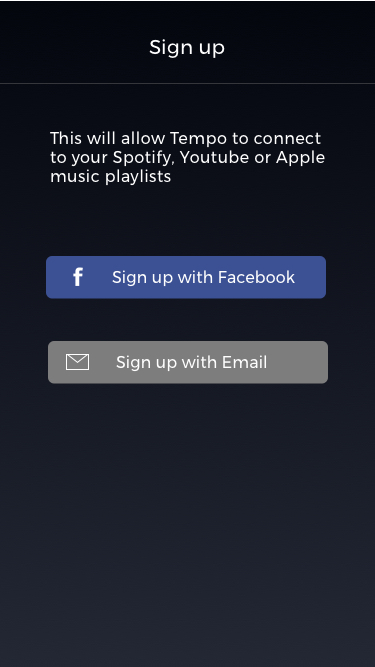 Sign up
This will allow Tempo to connect
to your Spotify, Youtube or Apple
music playlists
f Sign up with Facebook
Sign up with Email